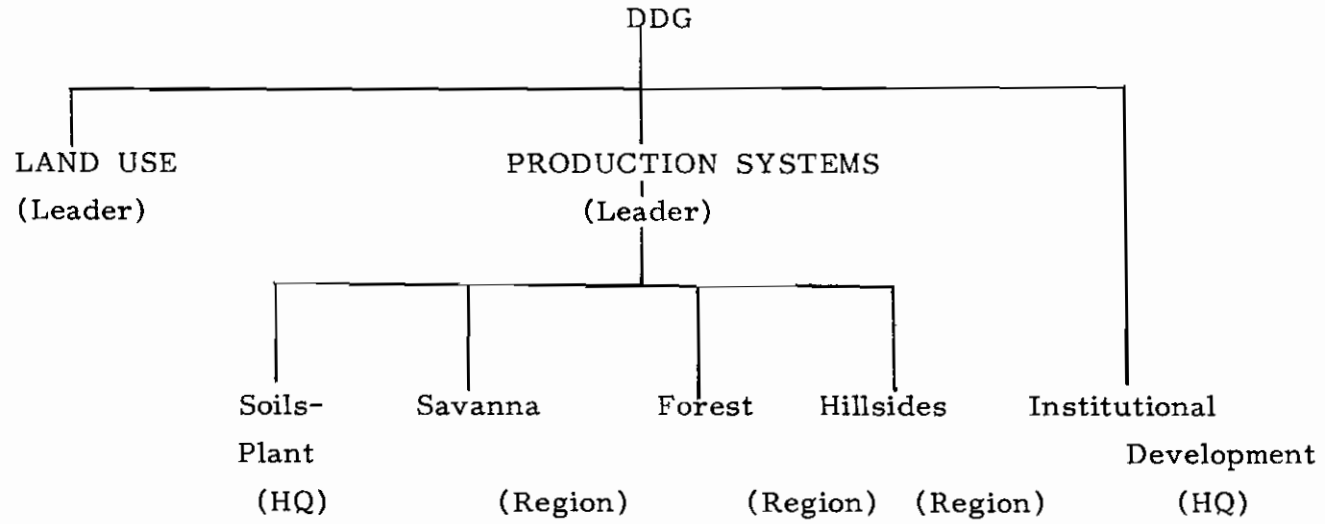 DDG
LAND USE PRODUCTION SYSTEMS
(Leader) (Leader)
Soils- Savanna Forest Hillsides Institutional
Plant Development
(HQ) (Region) (Region) (Region) (HQ)